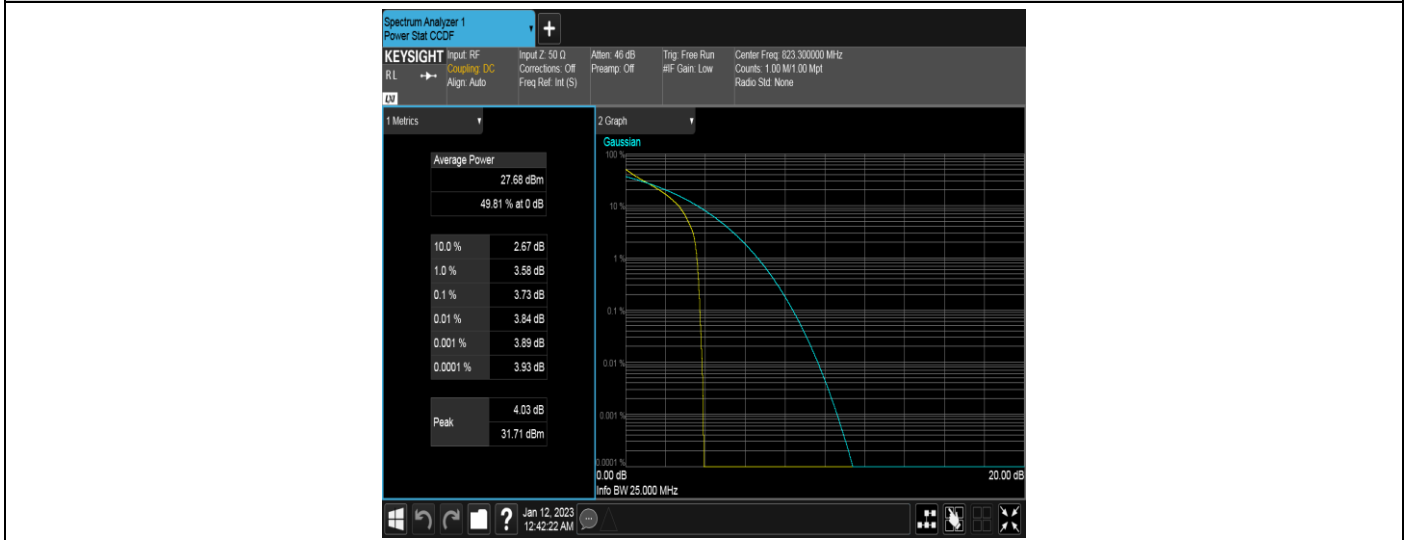 Spectrum Analyzer 1
Power Stat CCDF
+
KEYSIGHT
RL
LXI
Input: RF
Coupling: DC
Align: Auto
Input Z: 50 Ω
Corrections: Off
Freq Ref: Int (S)
Atten: 46 dB
Preamp: Off
Trig: Free Run
#IF Gain: Low
Center Freq: 823.300000 MHz
Counts: 1.00 M/1.00 Mpt
Radio Std: None
1 Metrics
Average Power
27.68 dBm
49.81 % at 0 dB
10.0 % 2.67 dB
1.0 % 3.58 dB
0.1 % 3.73 dB
0.01 % 3.84 dB
0.001 % 3.89 dB
0.0001 % 3.93 dB
Peak
4.03 dB
31.71 dBm
2 Graph
Gaussian
100 %
10 %
1 %
0.1 %
0.01 %
0.001 %
0.0001 %
0.00 dB 20.00 dB
Info BW 25.000 MHz
?
Jan 12, 2023
12:42:22 AM